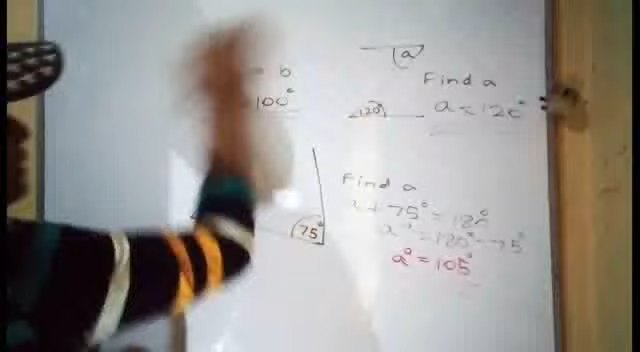 = b
100°
75°
a
Find a
120°
a = 120°
Find a
+ 75° = 180°
a° = 180° - 75°
a° = 105°